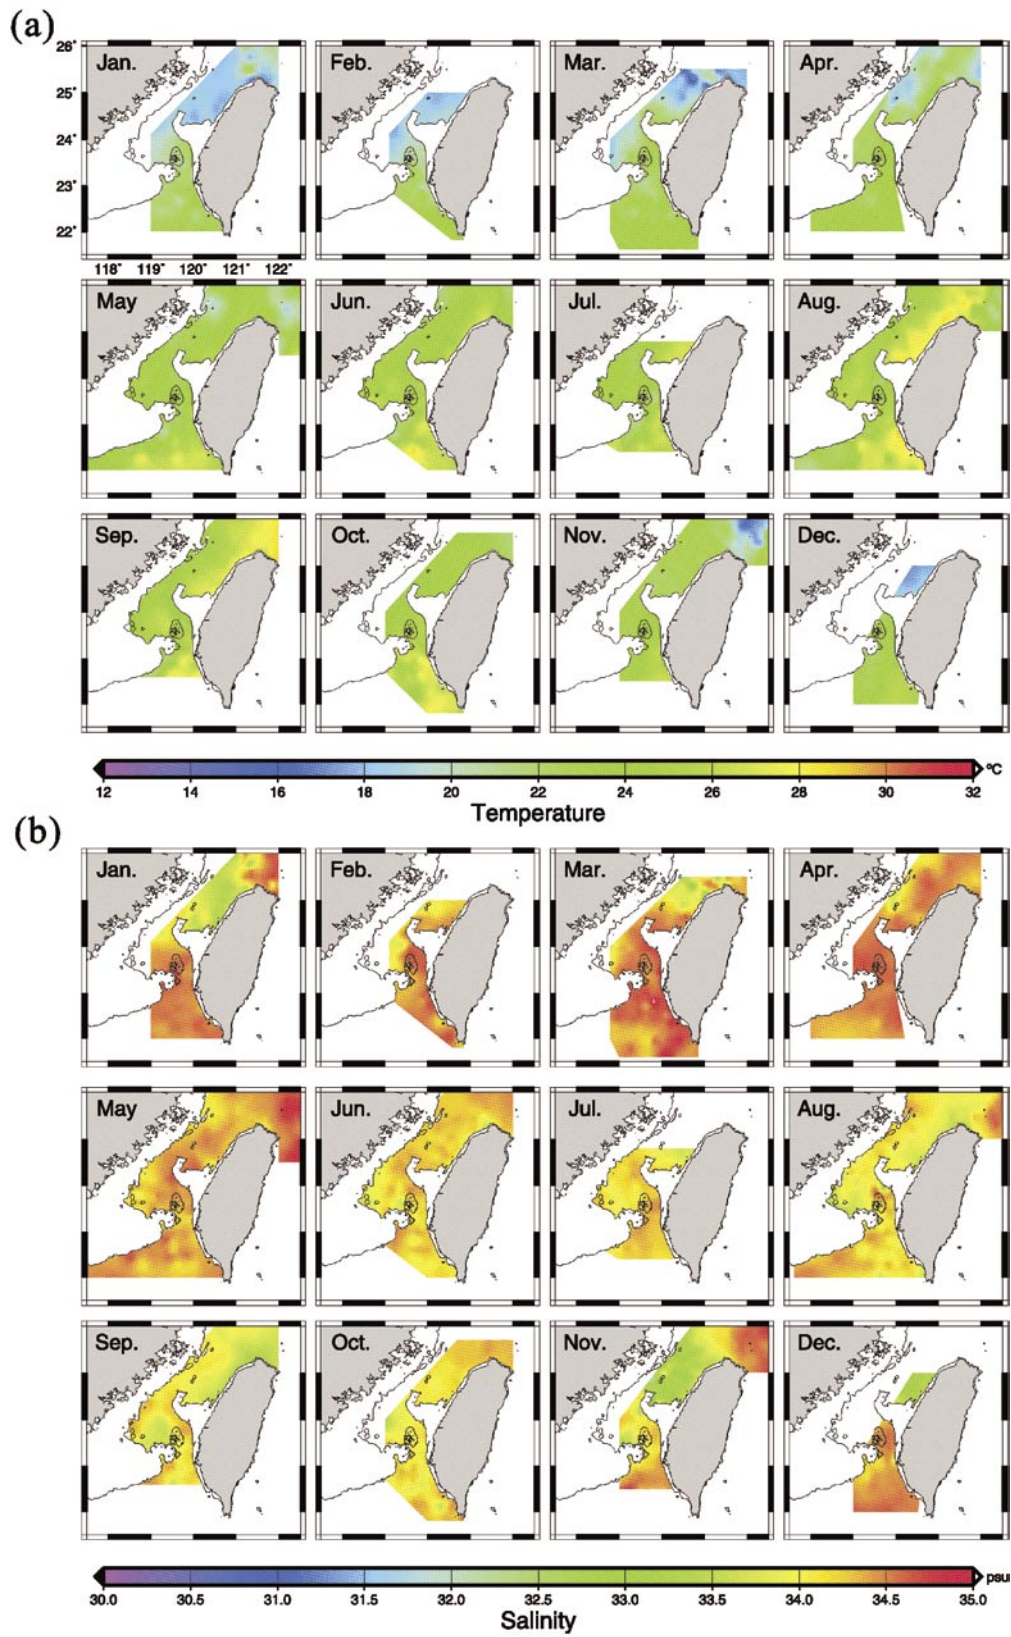 (a)
26°
25°
24°
23°
22°
Jan.
Feb.
Mar.
Apr.
118° 119° 120° 121° 122°
May
Jun.
Jul.
Aug.
Sep.
Oct.
Nov.
Dec.
12 14 16 18 20 22 24 26 28 30 32 °C
Temperature
(b)
Jan.
Feb.
Mar.
Apr.
May
Jun.
Jul.
Aug.
Sep.
Oct.
Nov.
Dec.
30.0 30.5 31.0 31.5 32.0 32.5 33.0 33.5 34.0 34.5 35.0 psu
Salinity